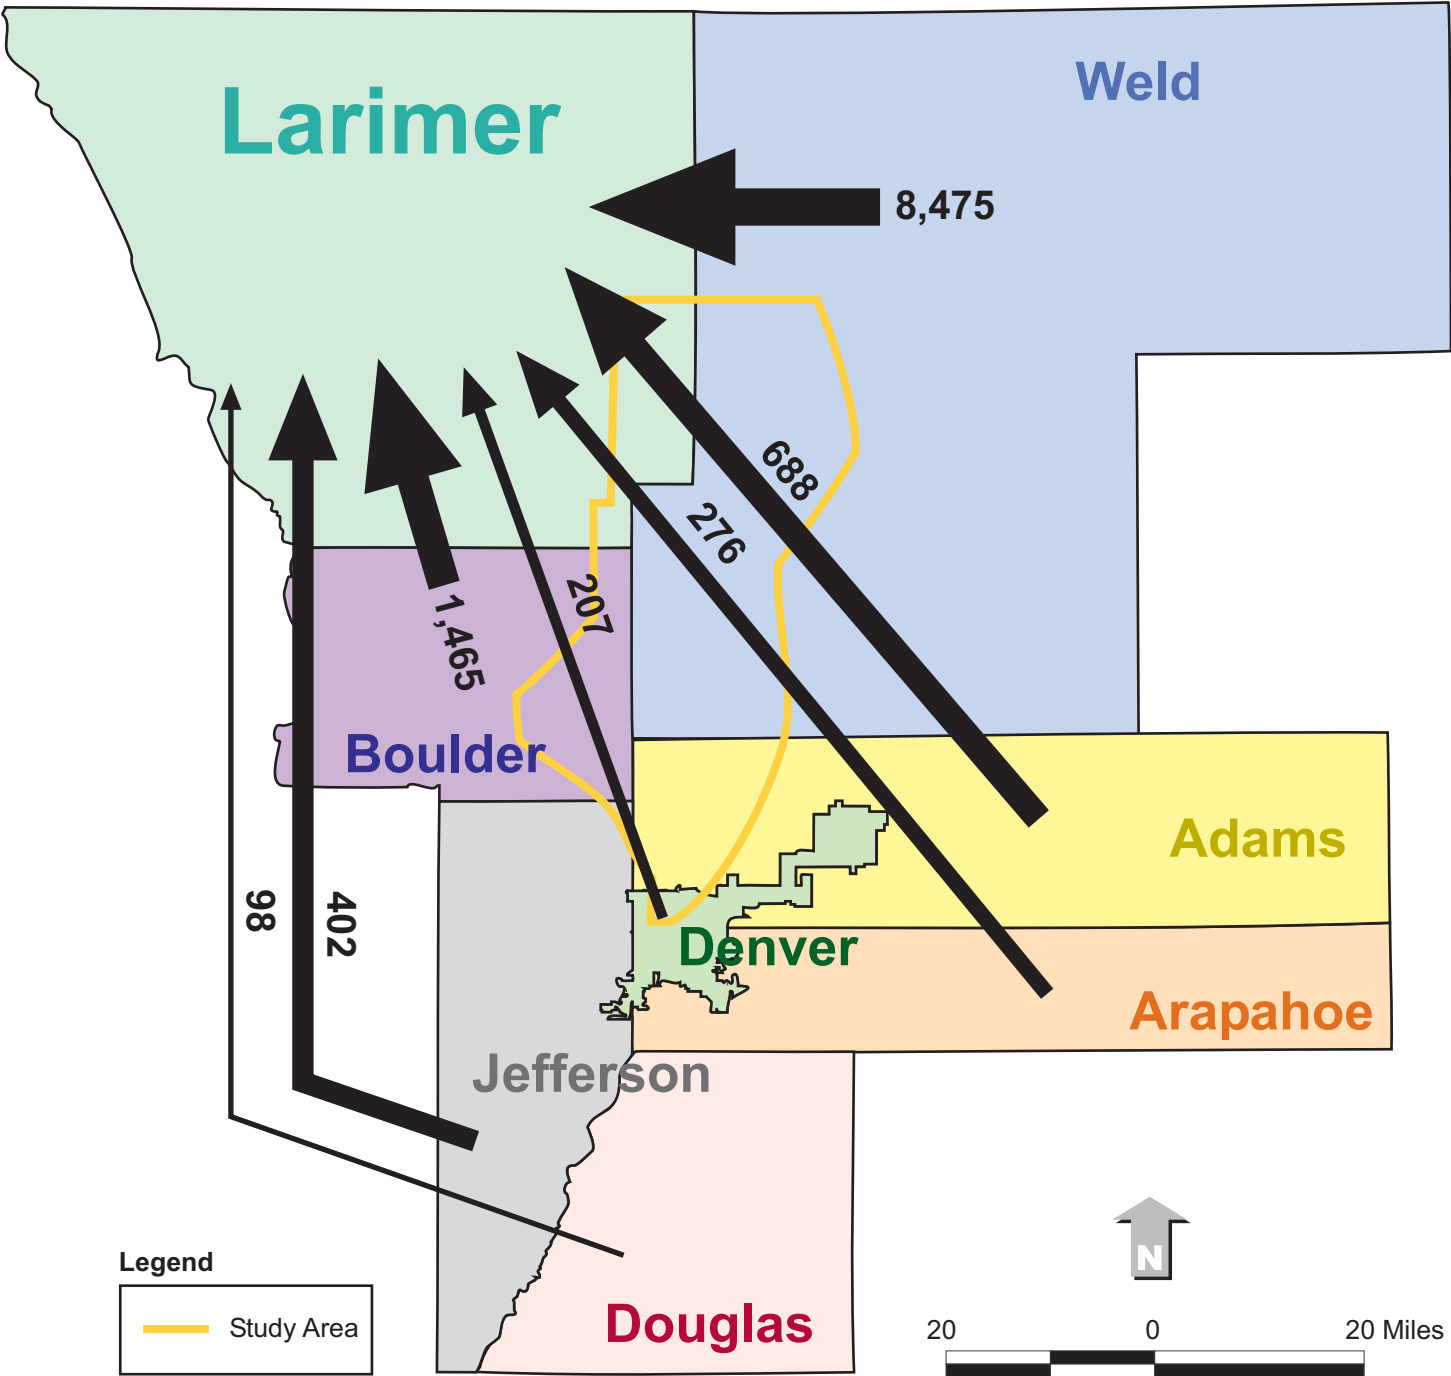 Larimer
Weld
8,475
688
276
207
1,465
Boulder
Adams
98
402
Denver
Arapahoe
Jefferson
Douglas
N
Legend
Study Area
20 0 20 Miles